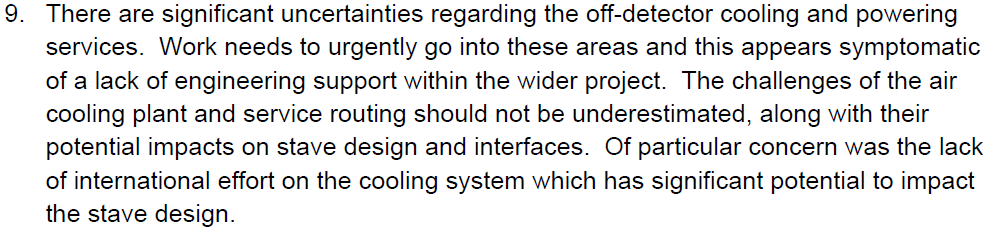 9. There are significant uncertainties regarding the off-detector cooling and powering
services.  Work needs to urgently go into these areas and this appears symptomatic
of a lack of engineering support within the wider project.  The challenges of the air
cooling plant and service routing should not be underestimated, along with their
potential impacts on stave design and interfaces.  Of particular concern was the lack
of international effort on the cooling system which has significant potential to impact
the stave design.